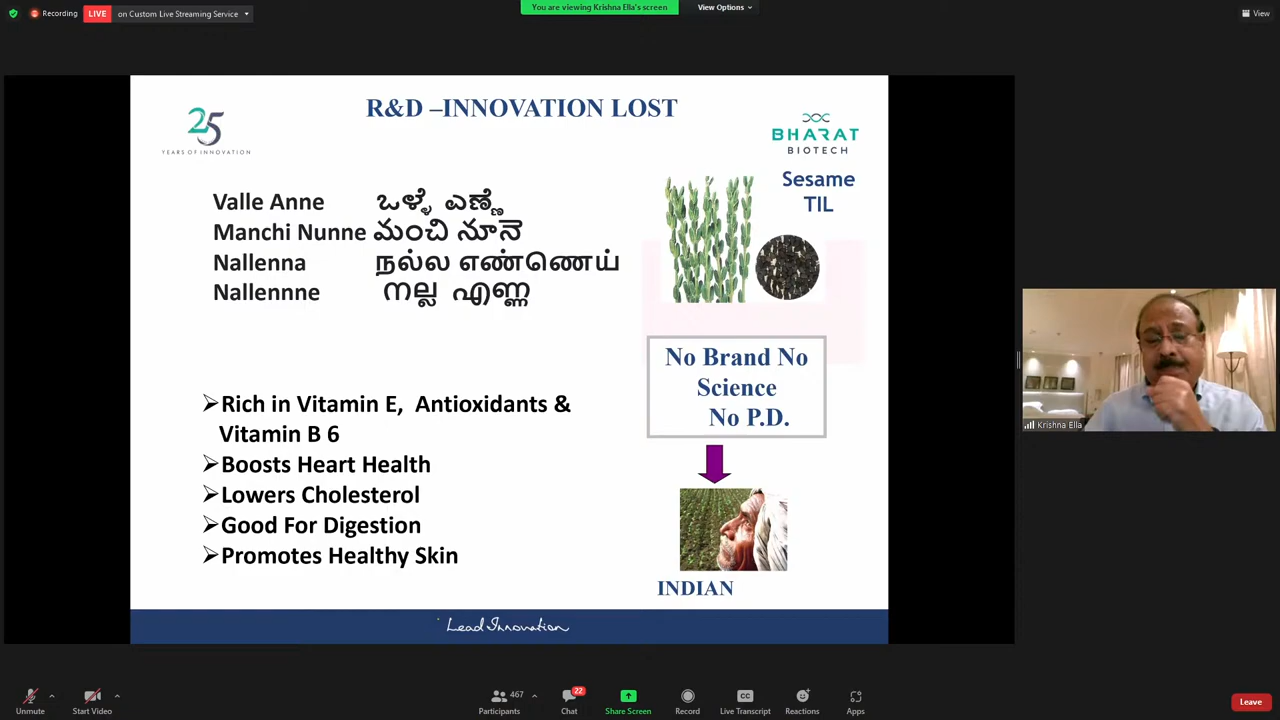 Recording
LIVE
on Custom Live Streaming Service
You are viewing Krishna Ella's screen
View Options
View
25
YEARS OF INNOVATION
R&D –INNOVATION LOST
BHARAT
BIOTECH
Sesame
TIL
Valle Anne ಒಳ್ಳೆ ಎಣ್ಣೆ
Manchi Nunne మంచి నూనె
Nallenna நல்ல எண்ணெய்
Nallennne നല്ല എണ്ണ
No Brand No
Science
No P.D.
➢Rich in Vitamin E, Antioxidants &
Vitamin B 6
➢Boosts Heart Health
➢Lowers Cholesterol
➢Good For Digestion
➢Promotes Healthy Skin
INDIAN
Lead Innovation
Krishna Ella
Unmute
Start Video
467
Participants
22
Chat
Share Screen
Record
CC
Live Transcript
Reactions
Apps
Leave